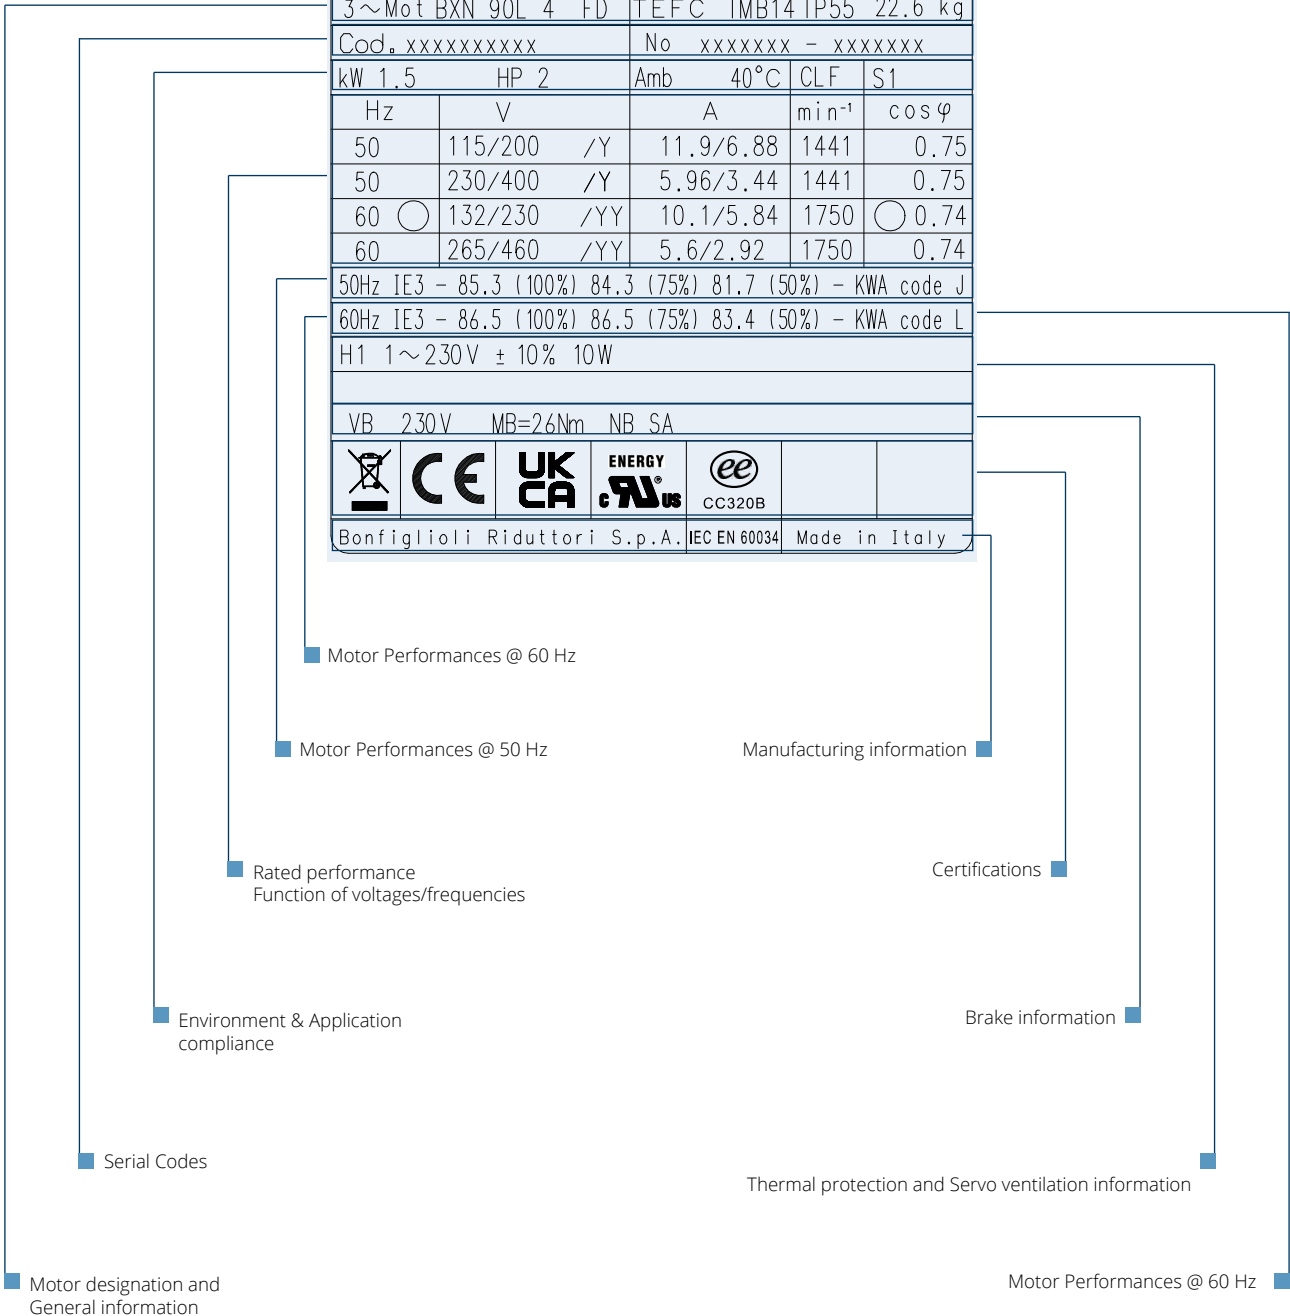 3~Mot BXN 90L 4 FD TEFC IMB14 IP55 22.6 kg
Cod. xxxxxxxxxx No xxxxxxx - xxxxxxx
kW 1.5 HP 2 Amb 40°C CLF S1
Hz V A min⁻¹ cosφ
50 115/200 /Y 11.9/6.88 1441 0.75
50 230/400 /Y 5.96/3.44 1441 0.75
60 132/230 /YY 10.1/5.84 1750 0.74
60 265/460 /YY 5.6/2.92 1750 0.74
50Hz IE3 - 85.3 (100%) 84.3 (75%) 81.7 (50%) - KWA code J
60Hz IE3 - 86.5 (100%) 86.5 (75%) 83.4 (50%) - KWA code L
H1 1~230V ± 10% 10W
VB 230V MB=26Nm NB SA
CE UK CA ENERGY c RU US ee CC320B
Bonfiglioli Riduttori S.p.A. IEC EN 60034 Made in Italy
Motor Performances @ 60 Hz
Motor Performances @ 50 Hz
Manufacturing information
Rated performance
Function of voltages/frequencies
Certifications
Environment & Application
compliance
Brake information
Serial Codes
Thermal protection and Servo ventilation information
Motor designation and
General information
Motor Performances @ 60 Hz